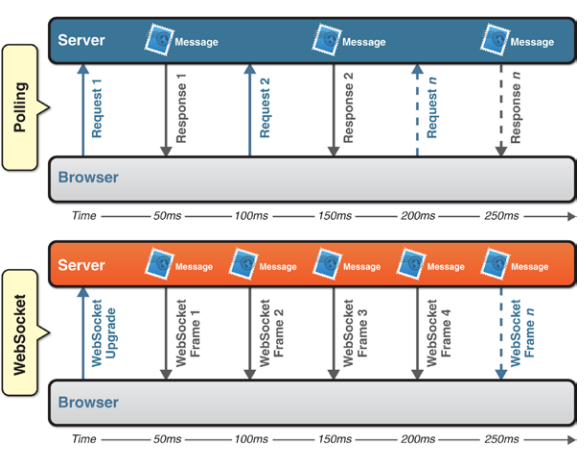 Server
Message
Message
Message
Polling
Request 1
Response 1
Request 2
Response 2
Request n
Response n
Browser
Time 50ms 100ms 150ms 200ms 250ms
Server
Message
Message
Message
Message
Message
WebSocket
WebSocket
Upgrade
WebSocket
Frame 1
WebSocket
Frame 2
WebSocket
Frame 3
WebSocket
Frame 4
WebSocket
Frame n
Browser
Time 50ms 100ms 150ms 200ms 250ms